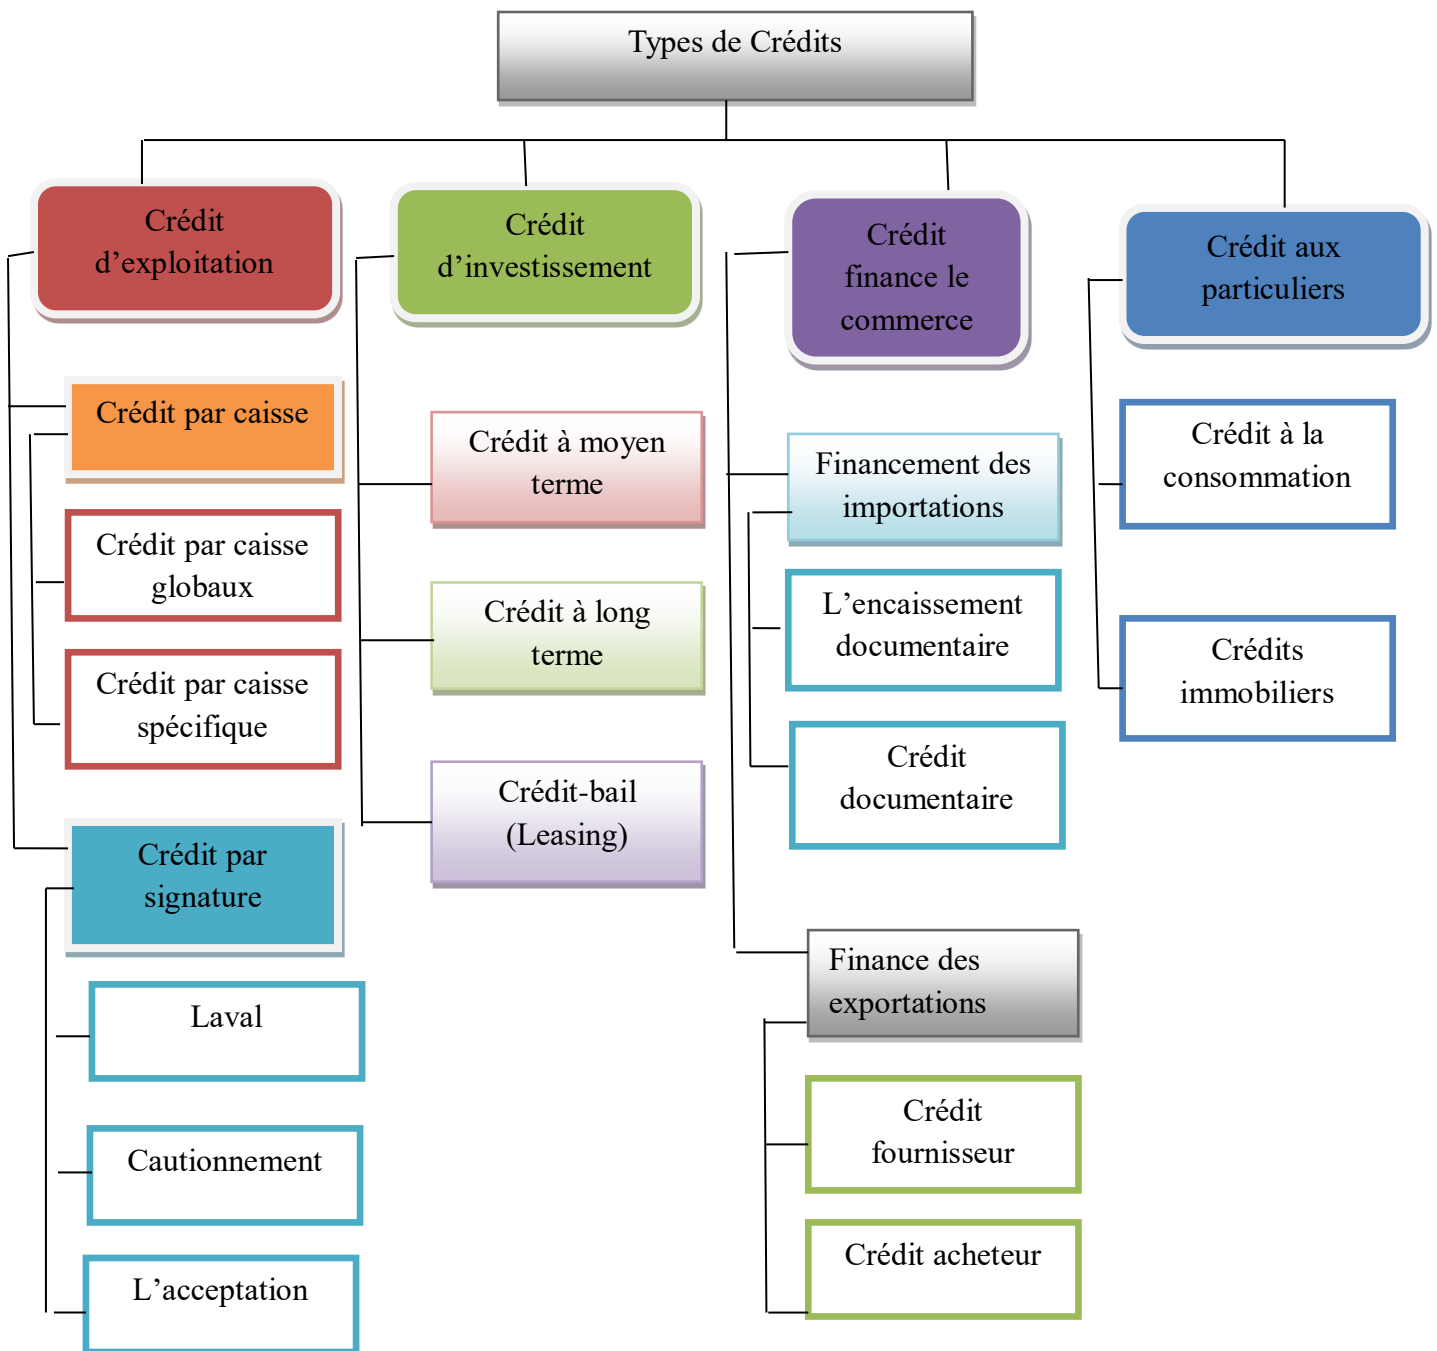 Types de Crédits
Crédit
d’exploitation
Crédit
d’investissement
Crédit
finance le
commerce
Crédit aux
particuliers
Crédit par caisse
Crédit par caisse
globaux
Crédit par caisse
spécifique
Crédit par
signature
Laval
Cautionnement
L’acceptation
Crédit à moyen
terme
Crédit à long
terme
Crédit-bail
(Leasing)
Financement des
importations
L’encaissement
documentaire
Crédit
documentaire
Finance des
exportations
Crédit
fournisseur
Crédit acheteur
Crédit à la
consommation
Crédits
immobiliers